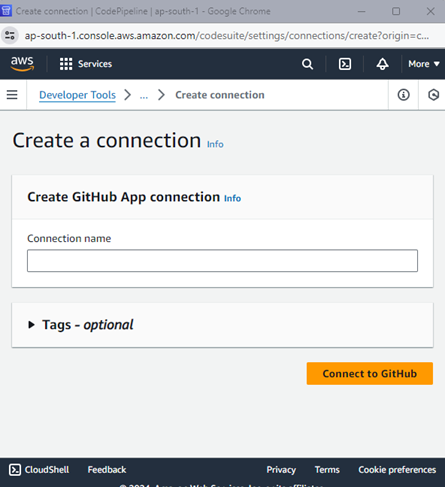 Create connection | CodePipeline | ap-south-1 - Google Chrome
ap-south-1.console.aws.amazon.com/codesuite/settings/connections/create?origin=c...
aws Services More
Developer Tools ... Create connection
Create a connection Info
Create GitHub App connection Info
Connection name
Tags - optional
Connect to GitHub
CloudShell Feedback Privacy Terms Cookie preferences